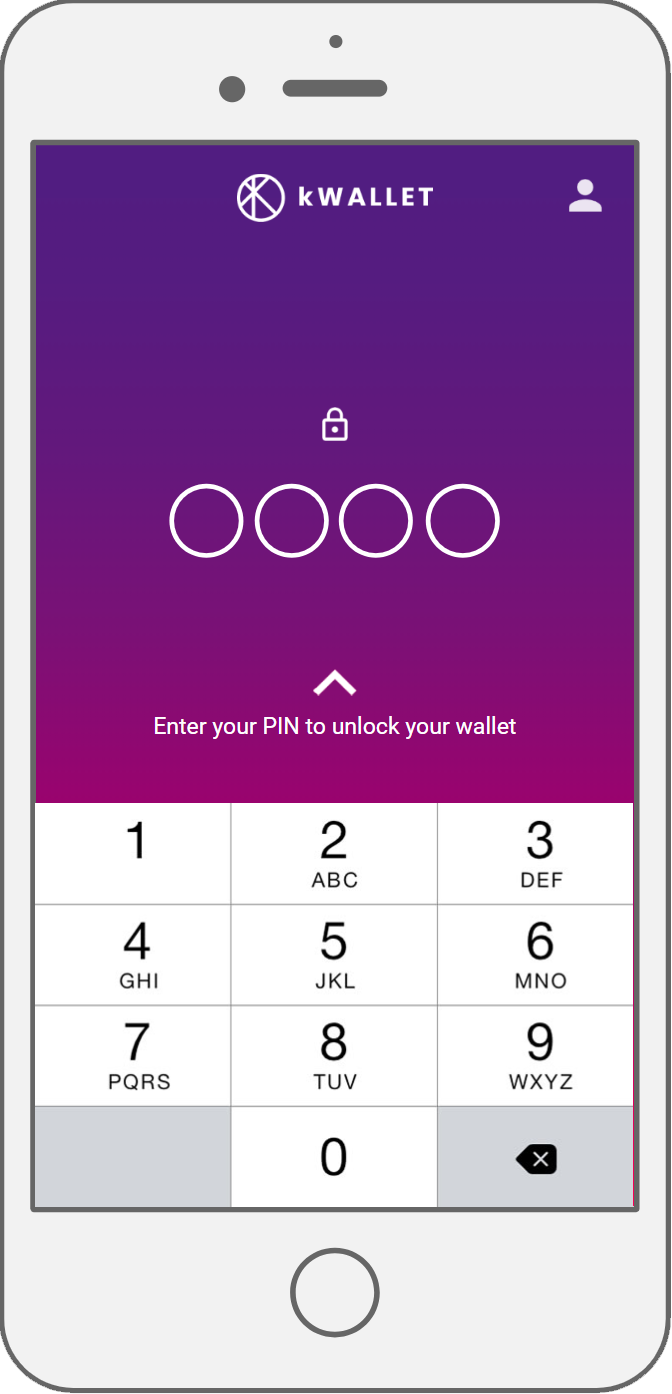 kWALLET
Enter your PIN to unlock your wallet
1 2 3
ABC DEF
4 5 6
GHI JKL MNO
7 8 9
PQRS TUV WXYZ
0